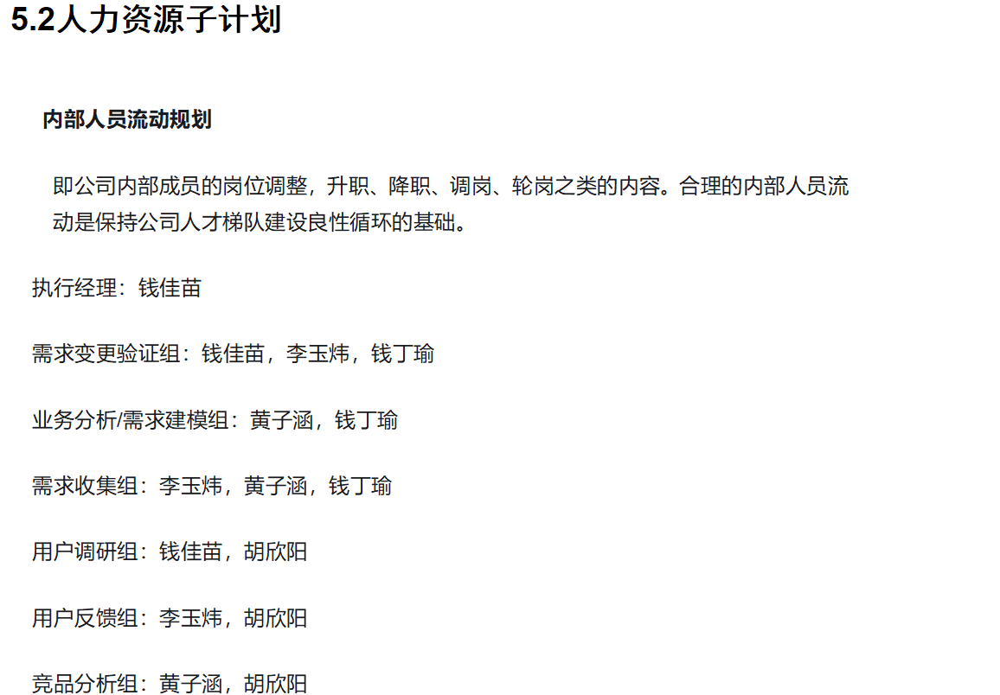 5.2人力资源子计划
内部人员流动规划
即公司内部成员的岗位调整，升职、降职、调岗、轮岗之类的内容。合理的内部人员流
动是保持公司人才梯队建设良性循环的基础。
执行经理：钱佳苗
需求变更验证组：钱佳苗，李玉炜，钱丁瑜
业务分析/需求建模组：黄子涵，钱丁瑜
需求收集组：李玉炜，黄子涵，钱丁瑜
用户调研组：钱佳苗，胡欣阳
用户反馈组：李玉炜，胡欣阳
竞品分析组：黄子涵，胡欣阳